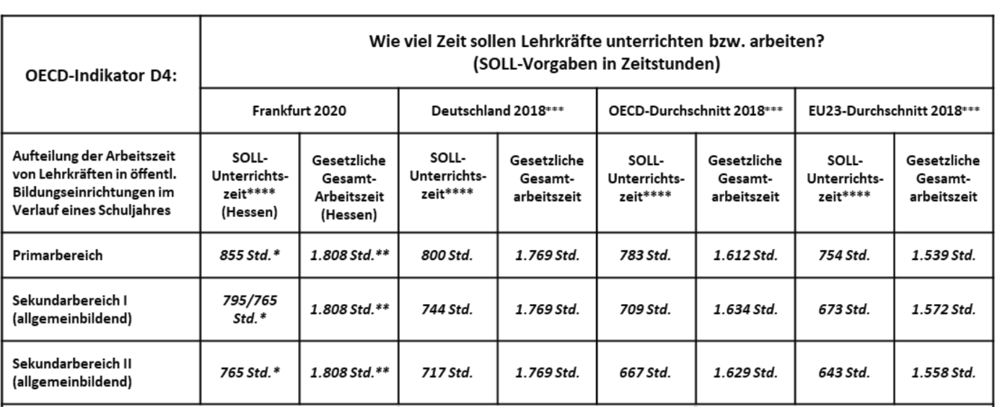 OECD-Indikator D4:
Wie viel Zeit sollen Lehrkräfte unterrichten bzw. arbeiten?
(SOLL-Vorgaben in Zeitstunden)
Frankfurt 2020
Deutschland 2018***
OECD-Durchschnitt 2018***
EU23-Durchschnitt 2018***
Aufteilung der Arbeitszeit
von Lehrkräften in öffentl.
Bildungseinrichtungen im
Verlauf eines Schuljahres
SOLL-
Unterrichts-
zeit****
(Hessen)
Gesetzliche
Gesamt-
Arbeitszeit
(Hessen)
SOLL-
Unterrichts-
zeit****
Gesetzliche
Gesamt-
arbeitszeit
SOLL-
Unterrichts-
zeit****
Gesetzliche
Gesamt-
arbeitszeit
SOLL-
Unterrichts-
zeit****
Gesetzliche
Gesamt-
arbeitszeit
Primarbereich
855 Std.*
1.808 Std.**
800 Std.
1.769 Std.
783 Std.
1.612 Std.
754 Std.
1.539 Std.
Sekundarbereich I
(allgemeinbildend)
795/765
Std.*
1.808 Std.**
744 Std.
1.769 Std.
709 Std.
1.634 Std.
673 Std.
1.572 Std.
Sekundarbereich II
(allgemeinbildend)
765 Std.*
1.808 Std.**
717 Std.
1.769 Std.
667 Std.
1.629 Std.
643 Std.
1.558 Std.